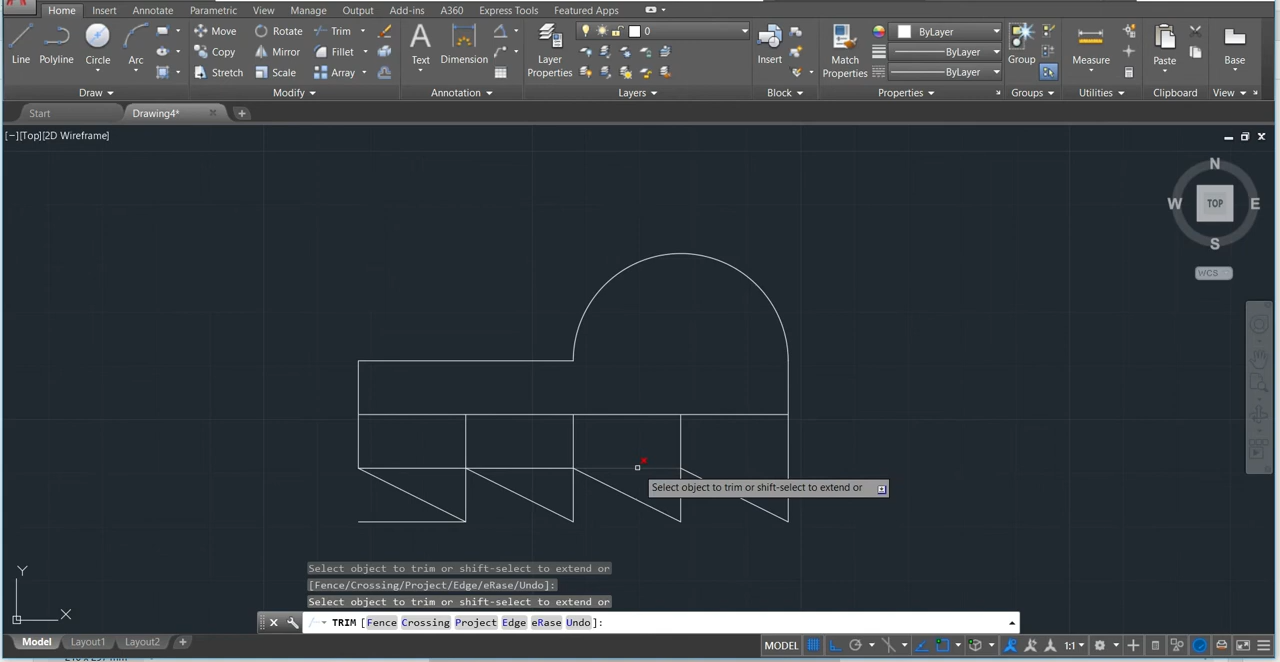 Home Insert Annotate Parametric View Manage Output Add-ins A360 Express Tools Featured Apps
Line Polyline Circle Arc
Move Rotate Trim
Copy Mirror Fillet
Stretch Scale Array
Text Dimension
Layer Properties
0
Insert
Match Properties
ByLayer
ByLayer
ByLayer
Group
Measure
Paste
Base
Draw Modify Annotation Layers Block Properties Groups Utilities Clipboard View
Start Drawing4*
[−][Top][2D Wireframe]
N
W TOP E
S
WCS
Select object to trim or shift-select to extend or
Select object to trim or shift-select to extend or
[Fence/Crossing/Project/Edge/eRase/Undo]:
Select object to trim or shift-select to extend or
TRIM [Fence Crossing Project Edge eRase Undo]:
Y
X
Model Layout1 Layout2
MODEL 1:1